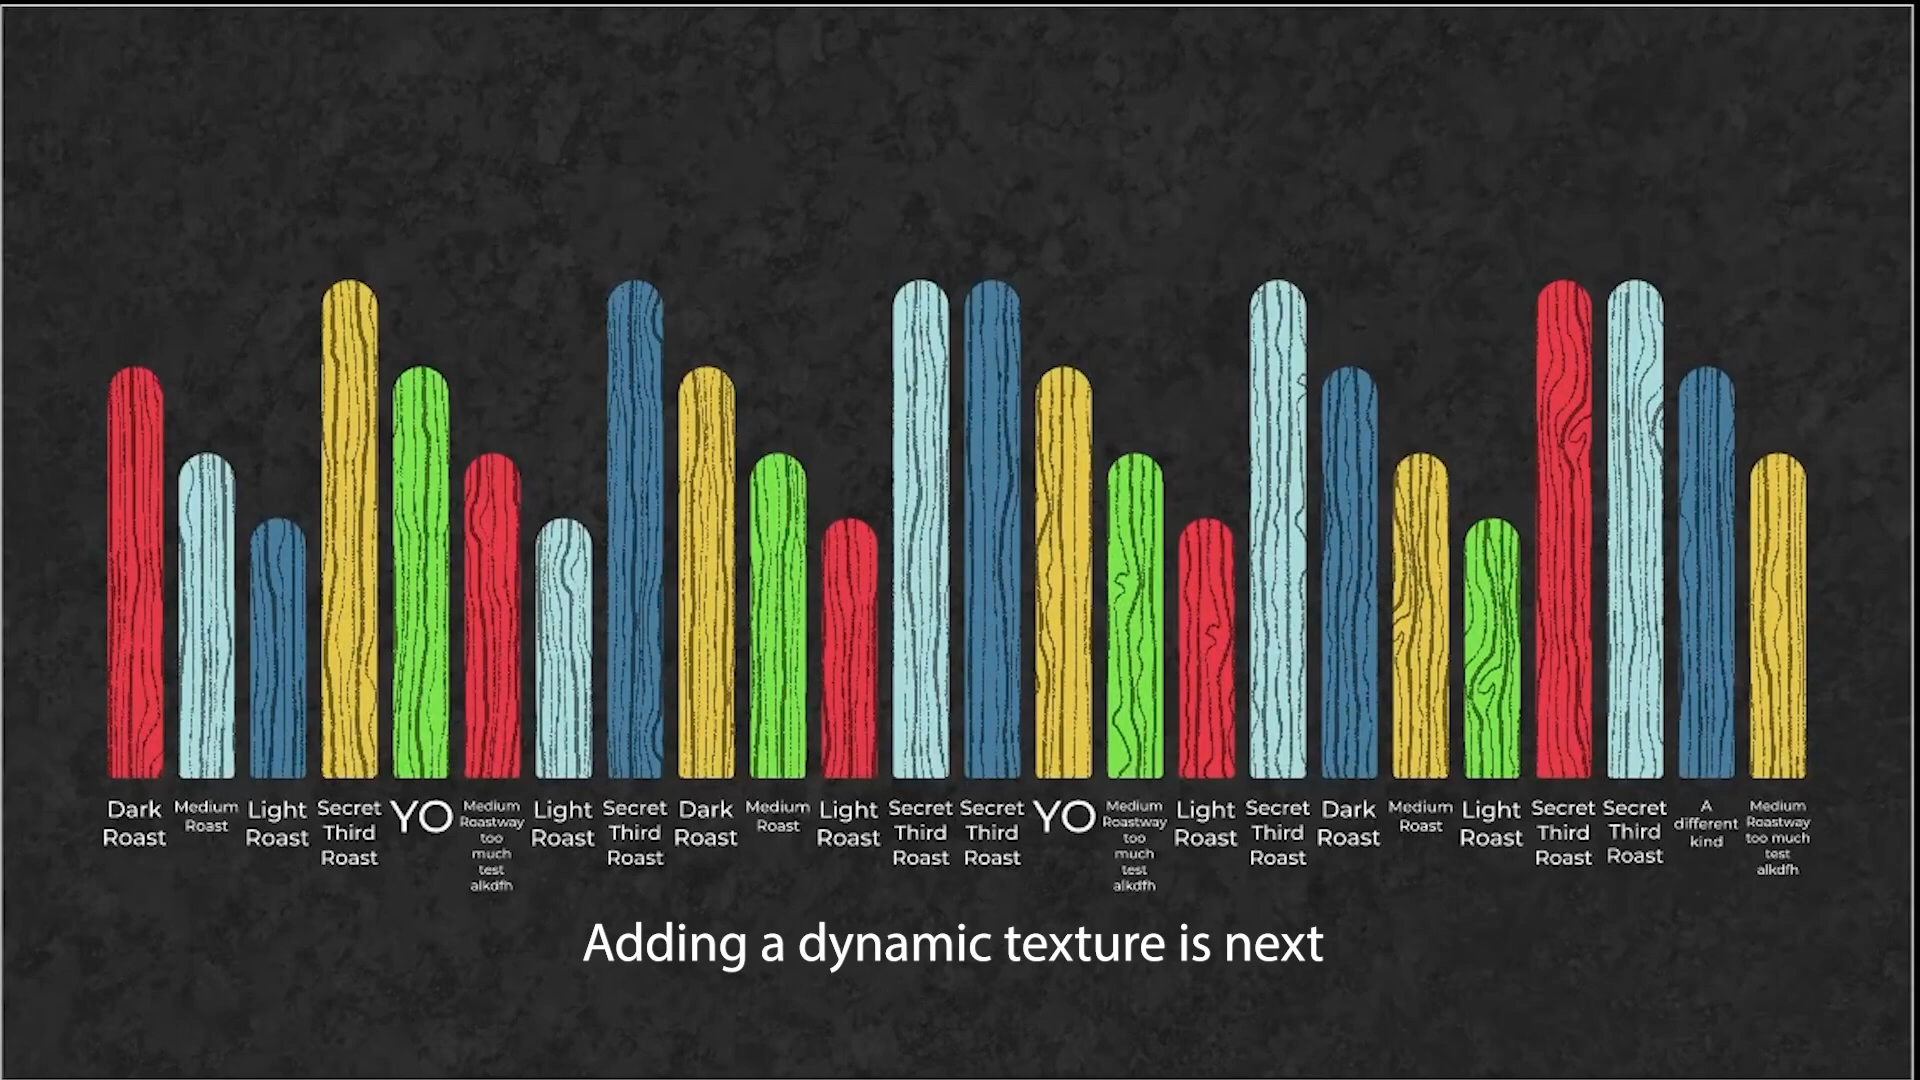 Dark
Roast
Medium
Roast
Light
Roast
Secret
Third
Roast
YO
Medium
Roastway
too
much
test
alkdfh
Light
Roast
Secret
Third
Roast
Dark
Roast
Medium
Roast
Light
Roast
Secret
Third
Roast
Secret
Third
Roast
YO
Medium
Roastway
too
much
test
alkdfh
Light
Roast
Secret
Third
Roast
Dark
Roast
Medium
Roast
Light
Roast
Secret
Third
Roast
Secret
Third
Roast
A
different
kind
Medium
Roastway
too much
test
alkdfh
Adding a dynamic texture is next